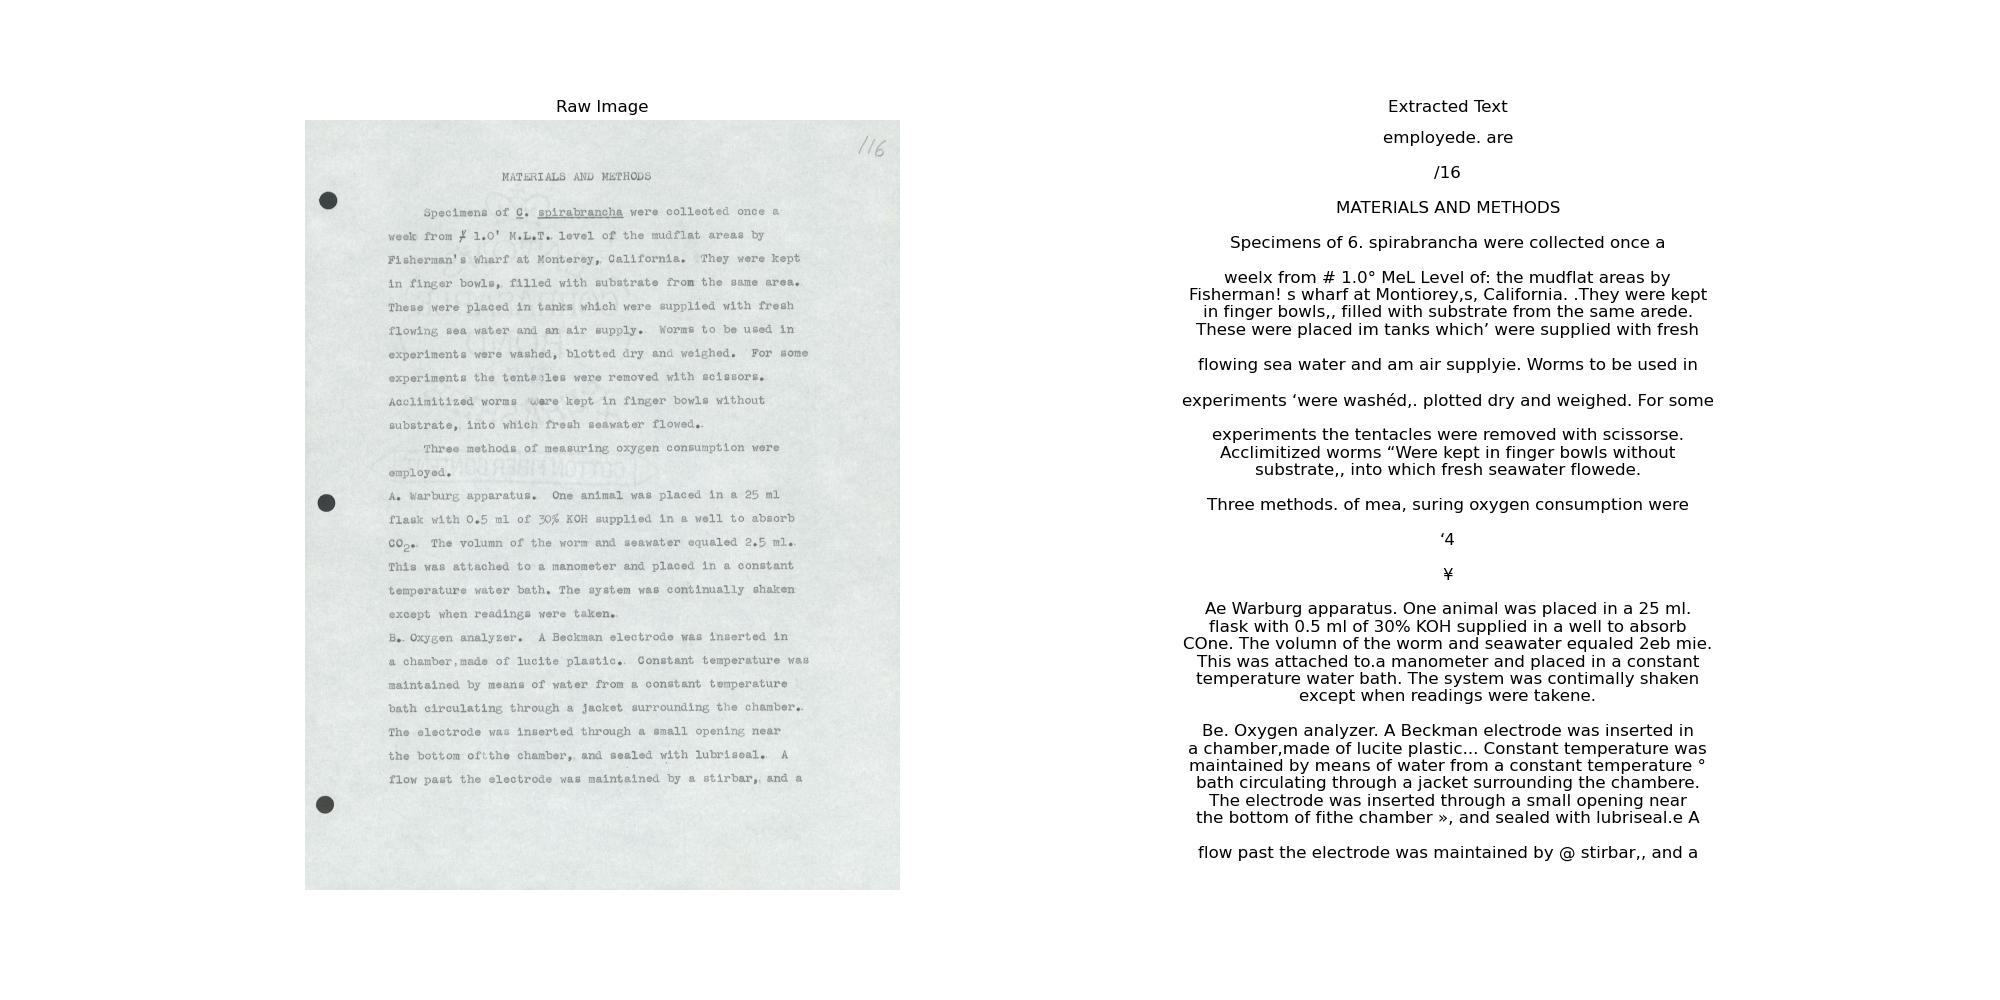 Raw Image
116
MATERIALS AND METHODS
Specimens of C. spirabrancha were collected once a
week from ⨍ 1.0' M.L.T. level of the mudflat areas by
Fisherman's Wharf at Monterey, California. They were kept
in finger bowls, filled with substrate from the same area.
These were placed in tanks which were supplied with fresh
flowing sea water and an air supply. Worms to be used in
experiments were washed, blotted dry and weighed. For some
experiments the tentacles were removed with scissors.
Acclimitized worms were kept in finger bowls without
substrate, into which fresh seawater flowed.
Three methods of measuring oxygen consumption were
employed.
A. Warburg apparatus. One animal was placed in a 25 ml
flask with 0.5 ml of 30% KOH supplied in a well to absorb
CO2. The volumn of the worm and seawater equaled 2.5 ml.
This was attached to a manometer and placed in a constant
temperature water bath. The system was continually shaken
except when readings were taken.
B. Oxygen analyzer. A Beckman electrode was inserted in
a chamber,made of lucite plastic. Constant temperature was
maintained by means of water from a constant temperature
bath circulating through a jacket surrounding the chamber.
The electrode was inserted through a small opening near
the bottom of the chamber, and sealed with lubriseal. A
flow past the electrode was maintained by a stirbar, and a
Extracted Text
employede. are
/16
MATERIALS AND METHODS
Specimens of 6. spirabrancha were collected once a
weelx from # 1.0° MeL Level of: the mudflat areas by
Fisherman! s wharf at Montiorey,s, California. .They were kept
in finger bowls,, filled with substrate from the same arede.
These were placed im tanks which’ were supplied with fresh
flowing sea water and am air supplyie. Worms to be used in
experiments ‘were washéd,. plotted dry and weighed. For some
experiments the tentacles were removed with scissorse.
Acclimitized worms “Were kept in finger bowls without
substrate,, into which fresh seawater flowede.
Three methods. of mea, suring oxygen consumption were
‘4
¥
Ae Warburg apparatus. One animal was placed in a 25 ml.
flask with 0.5 ml of 30% KOH supplied in a well to absorb
COne. The volumn of the worm and seawater equaled 2eb mie.
This was attached to.a manometer and placed in a constant
temperature water bath. The system was contimally shaken
except when readings were takene.
Be. Oxygen analyzer. A Beckman electrode was inserted in
a chamber,made of lucite plastic... Constant temperature was
maintained by means of water from a constant temperature °
bath circulating through a jacket surrounding the chambere.
The electrode was inserted through a small opening near
the bottom of fithe chamber », and sealed with lubriseal.e A
flow past the electrode was maintained by @ stirbar,, and a